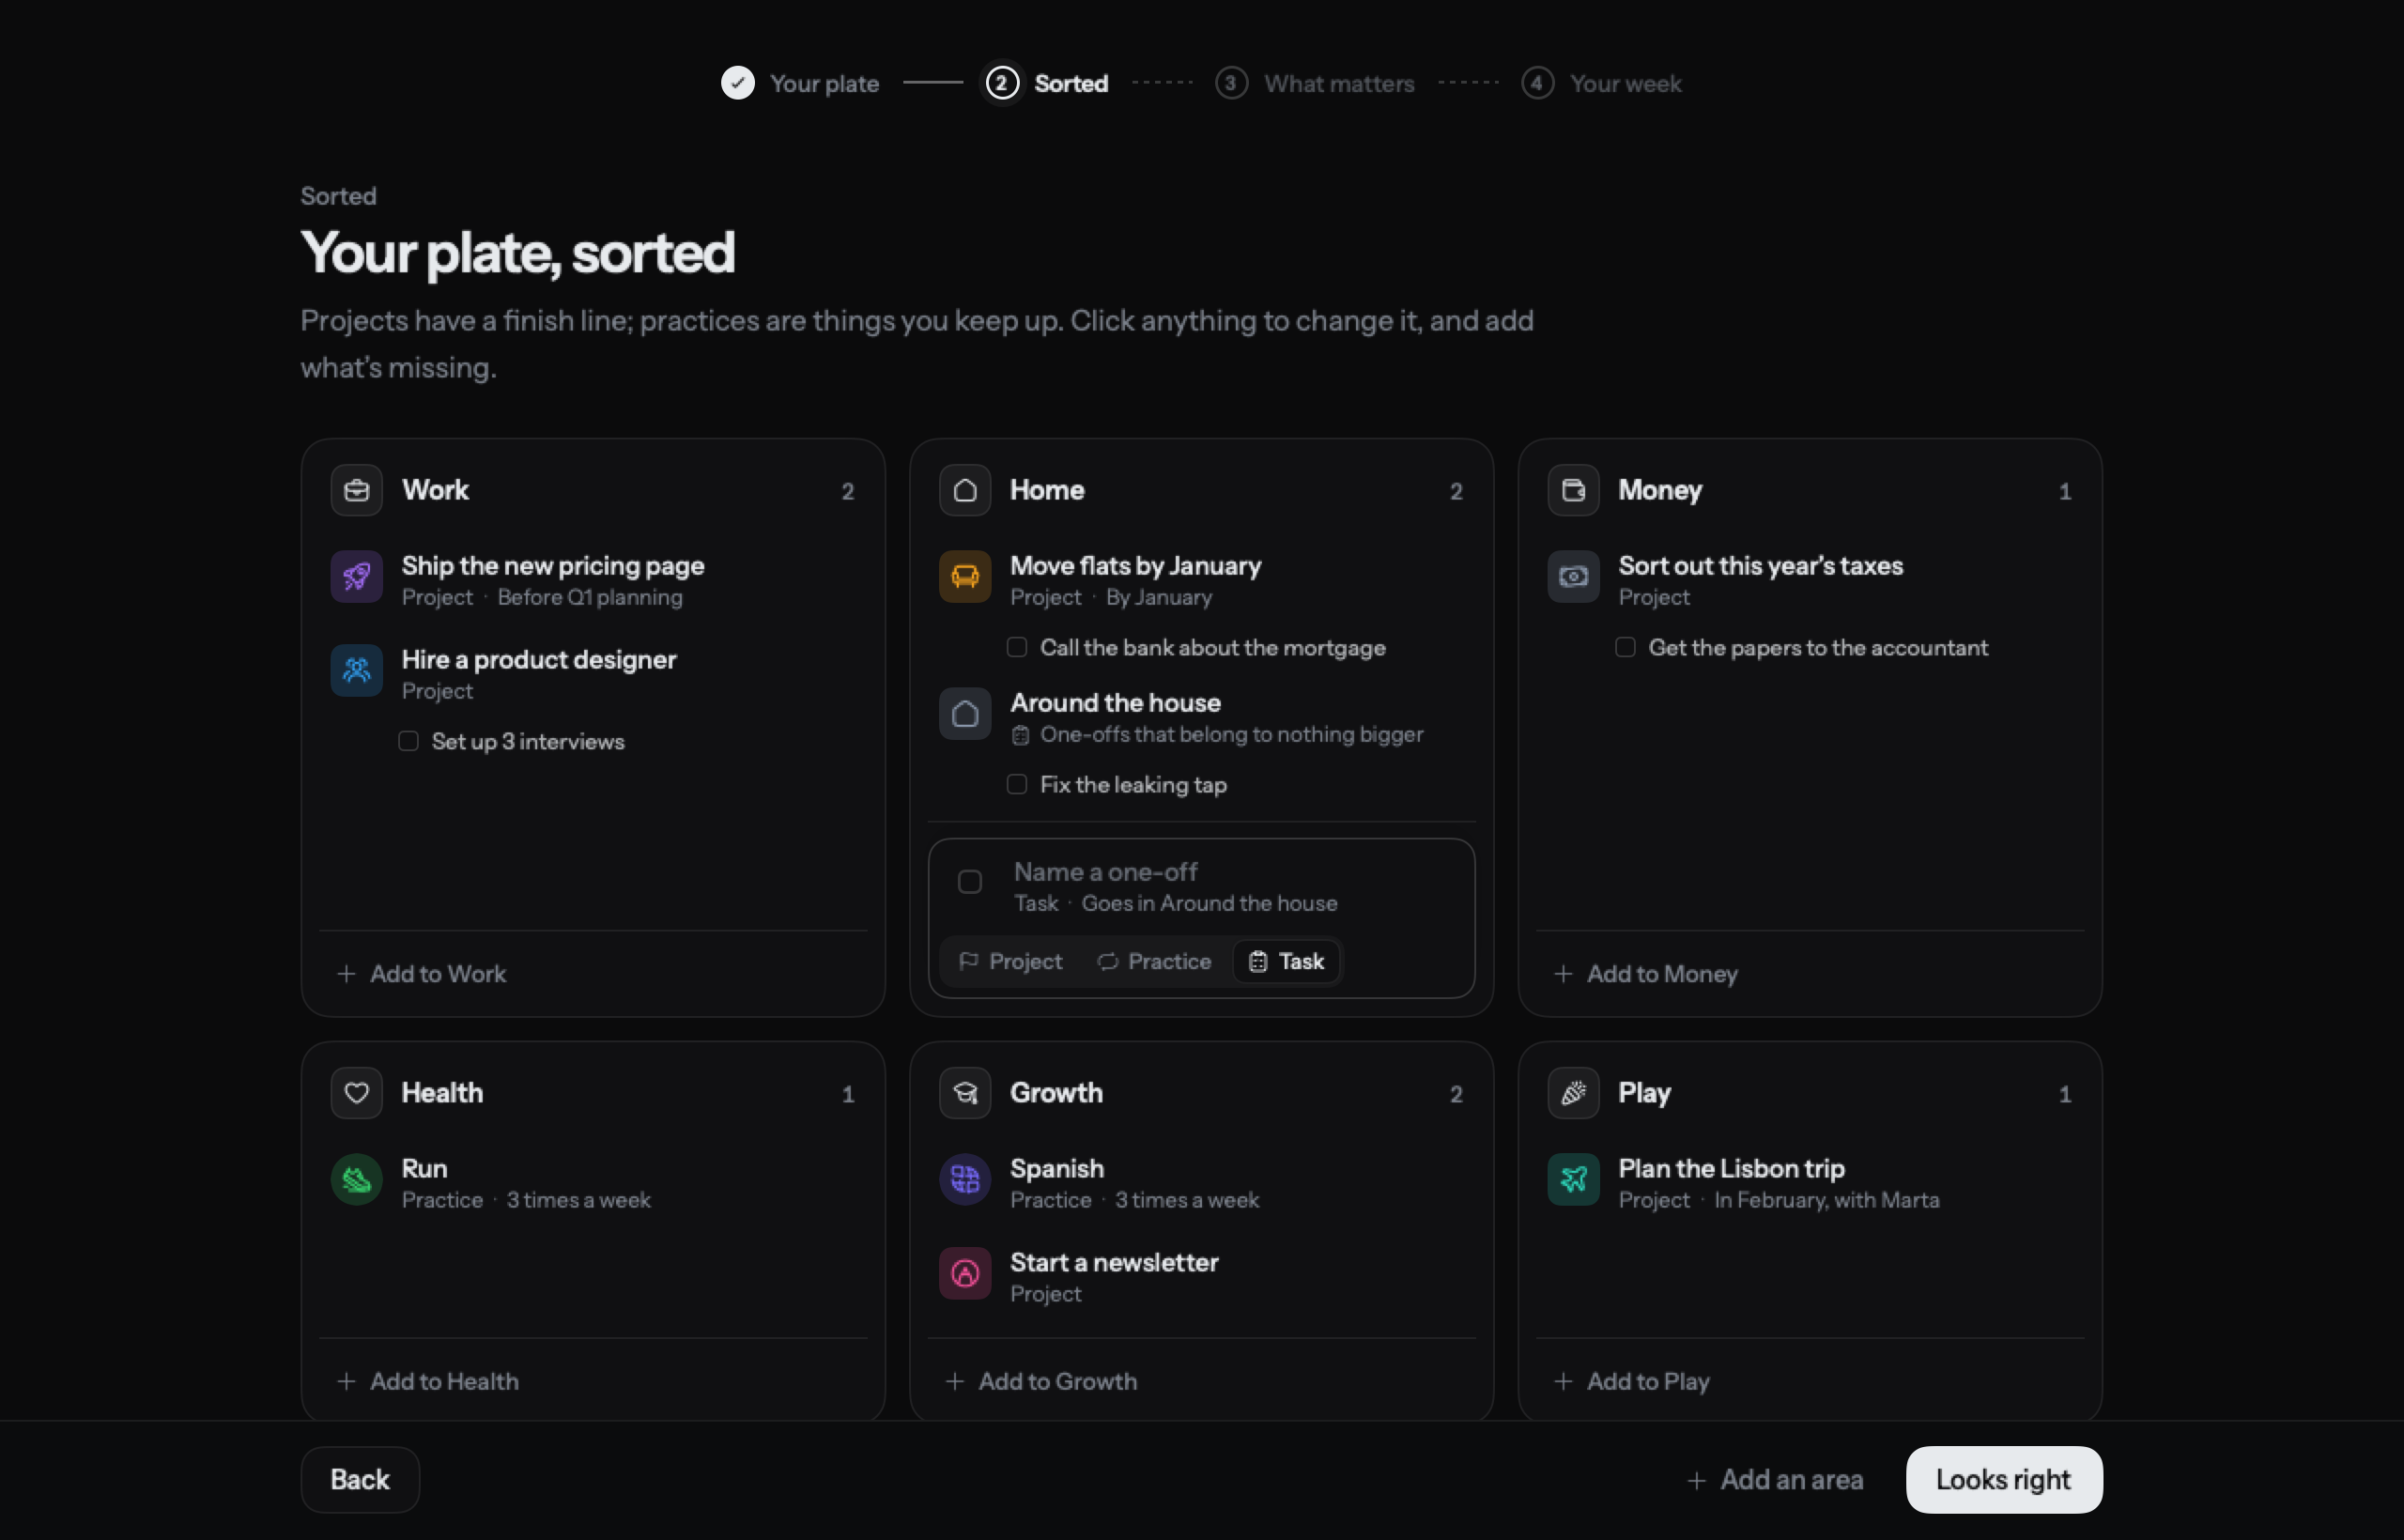 Your plate
2 Sorted
3 What matters
4 Your week
Sorted
Your plate, sorted
Projects have a finish line; practices are things you keep up. Click anything to change it, and add
what's missing.
Work 2
Ship the new pricing page
Project · Before Q1 planning
Hire a product designer
Project
Set up 3 interviews
+ Add to Work
Home 2
Move flats by January
Project · By January
Call the bank about the mortgage
Around the house
One-offs that belong to nothing bigger
Fix the leaking tap
Name a one-off
Task · Goes in Around the house
Project Practice Task
Money 1
Sort out this year's taxes
Project
Get the papers to the accountant
+ Add to Money
Health 1
Run
Practice · 3 times a week
+ Add to Health
Growth 2
Spanish
Practice · 3 times a week
Start a newsletter
Project
+ Add to Growth
Play 1
Plan the Lisbon trip
Project · In February, with Marta
+ Add to Play
Back
+ Add an area
Looks right